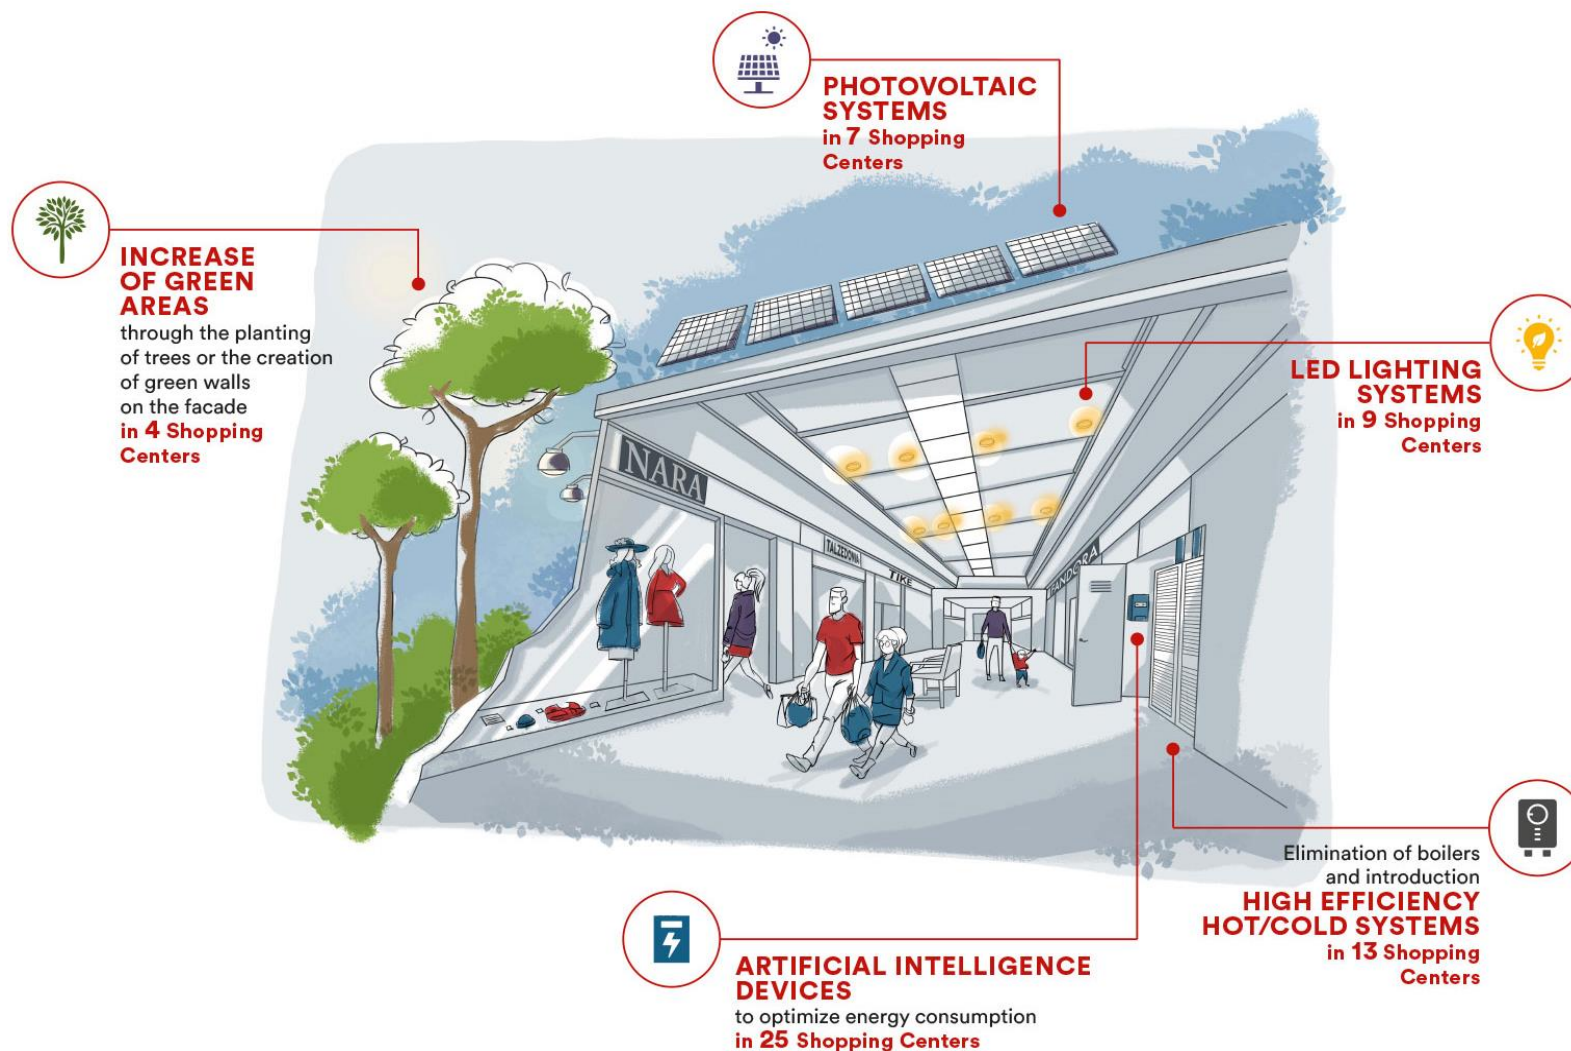 PHOTOVOLTAIC
SYSTEMS
in 7 Shopping
Centers
INCREASE
OF GREEN
AREAS
through the planting
of trees or the creation
of green walls
on the facade
in 4 Shopping
Centers
LED LIGHTING
SYSTEMS
in 9 Shopping
Centers
NARA
TALZEDONIA
TIKE
Elimination of boilers
and introduction
HIGH EFFICIENCY
HOT/COLD SYSTEMS
in 13 Shopping
Centers
ARTIFICIAL INTELLIGENCE
DEVICES
to optimize energy consumption
in 25 Shopping Centers